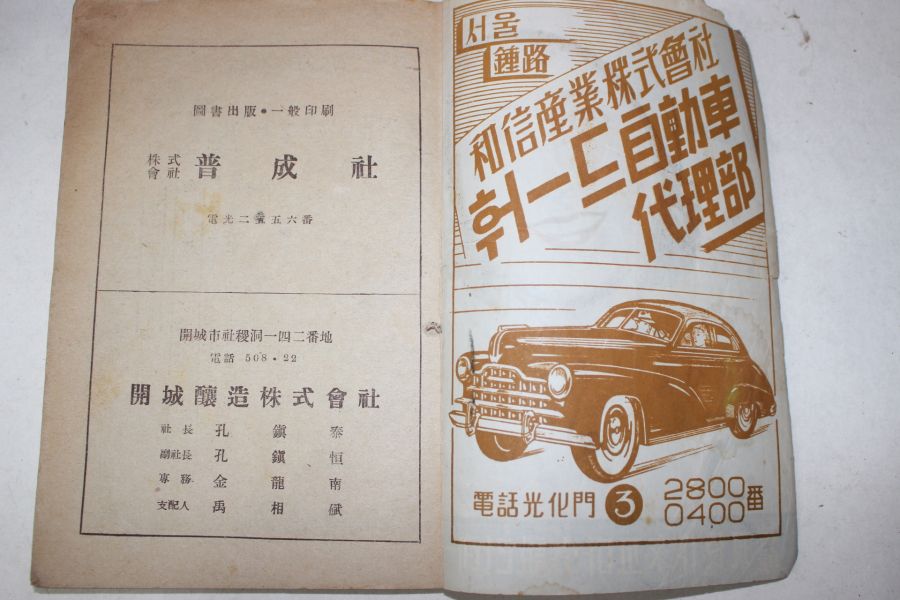 圖書出版·一般印刷
株式會社 普成社
電光二五五六番
開城市社稷洞一四二番地
電話 508·22
開城釀造株式會社
社長 孔鎭泰
副社長 孔鎭恒
專務 金龍南
支配人 禹相
서울
鍾路
和信産業株式會社
휘一드自動車
代理部
電話光化門 3 2800 0400 番